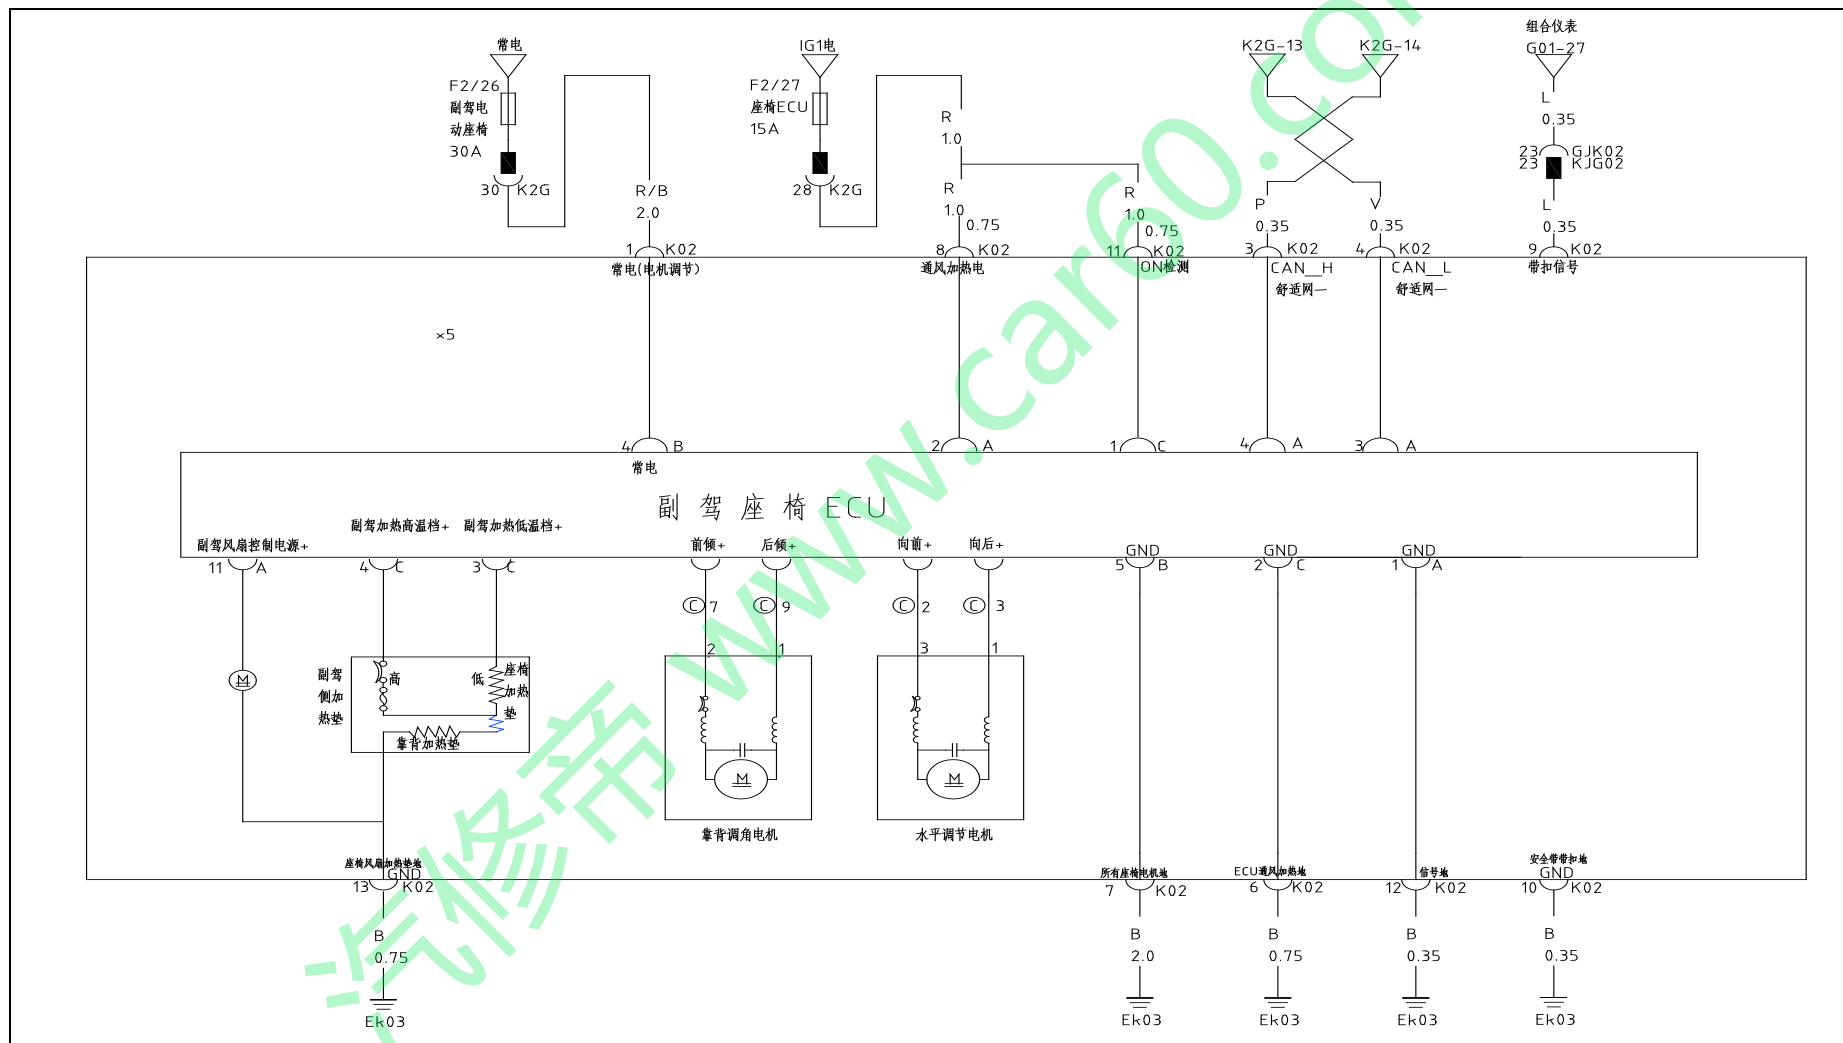 常电
F2/26
副驾电
动座椅
30A
30 K2G
R/B
2.0
1 K02
常电(电机调节)
IG1电
F2/27
座椅ECU
15A
28 K2G
R
1.0
R
1.0
0.75
8 K02
通风加热电
R
1.0
0.75
11 K02
ON检测
K2G-13
P
0.35
3 K02
CAN__H
舒适网一
K2G-14
V
0.35
4 K02
CAN__L
舒适网一
组合仪表
G01-27
L
0.35
23 GJK02
23 KJG02
L
0.35
9 K02
带扣信号
×5
4 B
常电
2 A
1 C
4 A
3 A
副驾座椅ECU
副驾风扇控制电源+
11 A
副驾加热高温档+
4 C
副驾加热低温档+
3 C
前倾+
后倾+
向前+
向后+
GND
5 B
GND
2 C
GND
1 A
C 7
C 9
C 2
C 3
2
1
3
1
M
副驾
侧加
热垫
高
低
座椅
加热
垫
靠背加热垫
M
靠背调角电机
M
水平调节电机
座椅风扇加热垫地
GND
13 K02
B
0.75
Ek03
所有座椅电机地
7 K02
B
2.0
Ek03
ECU通风加热地
6 K02
B
0.75
Ek03
信号地
12 K02
B
0.35
Ek03
安全带带扣地
GND
10 K02
B
0.35
Ek03
汽修帝 www.car60.co